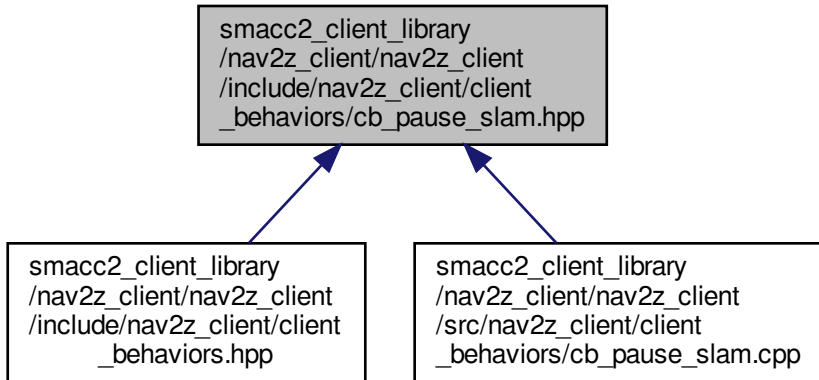 smacc2_client_library
/nav2z_client/nav2z_client
/include/nav2z_client/client
_behaviors/cb_pause_slam.hpp
smacc2_client_library
/nav2z_client/nav2z_client
/include/nav2z_client/client
_behaviors.hpp
smacc2_client_library
/nav2z_client/nav2z_client
/src/nav2z_client/client
_behaviors/cb_pause_slam.cpp